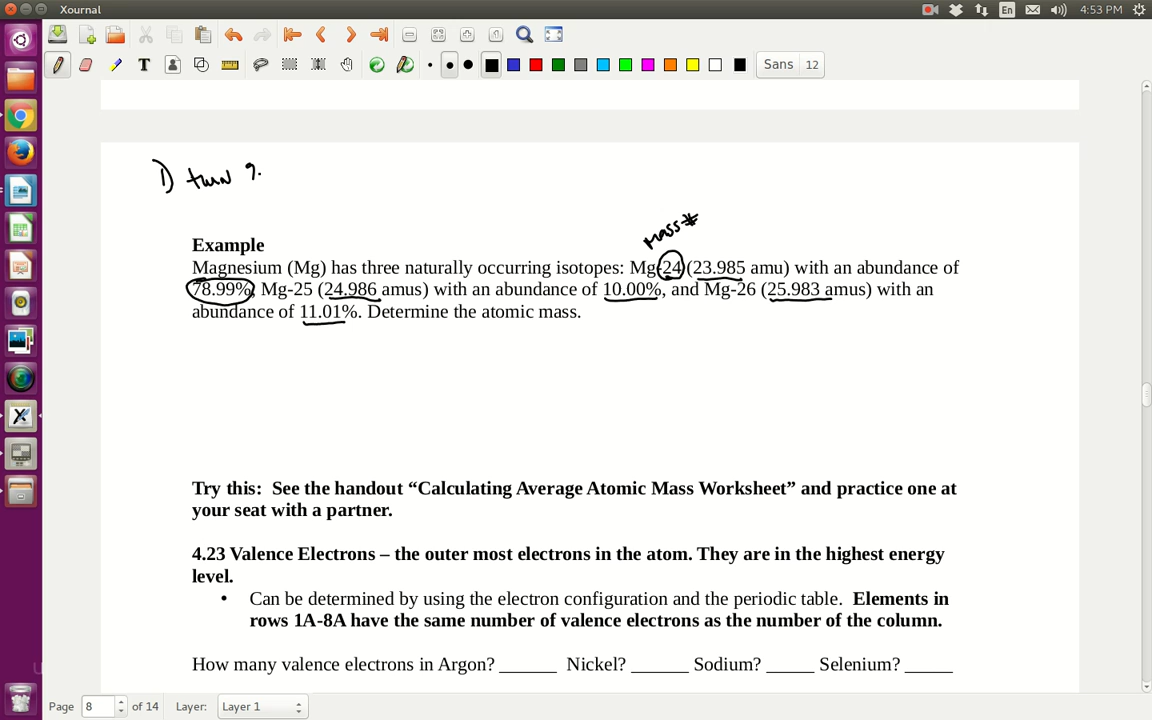 Xournal
En
4:53 PM
Sans 12
1) turn %
mass #
Example
Magnesium (Mg) has three naturally occurring isotopes: Mg-24 (23.985 amu) with an abundance of
78.99%, Mg-25 (24.986 amus) with an abundance of 10.00%, and Mg-26 (25.983 amus) with an
abundance of 11.01%. Determine the atomic mass.
Try this: See the handout “Calculating Average Atomic Mass Worksheet” and practice one at
your seat with a partner.
4.23 Valence Electrons – the outer most electrons in the atom. They are in the highest energy
level.
• Can be determined by using the electron configuration and the periodic table. Elements in
rows 1A-8A have the same number of valence electrons as the number of the column.
How many valence electrons in Argon? ______ Nickel? ______ Sodium? _____ Selenium? _____
Page 8 of 14 Layer: Layer 1